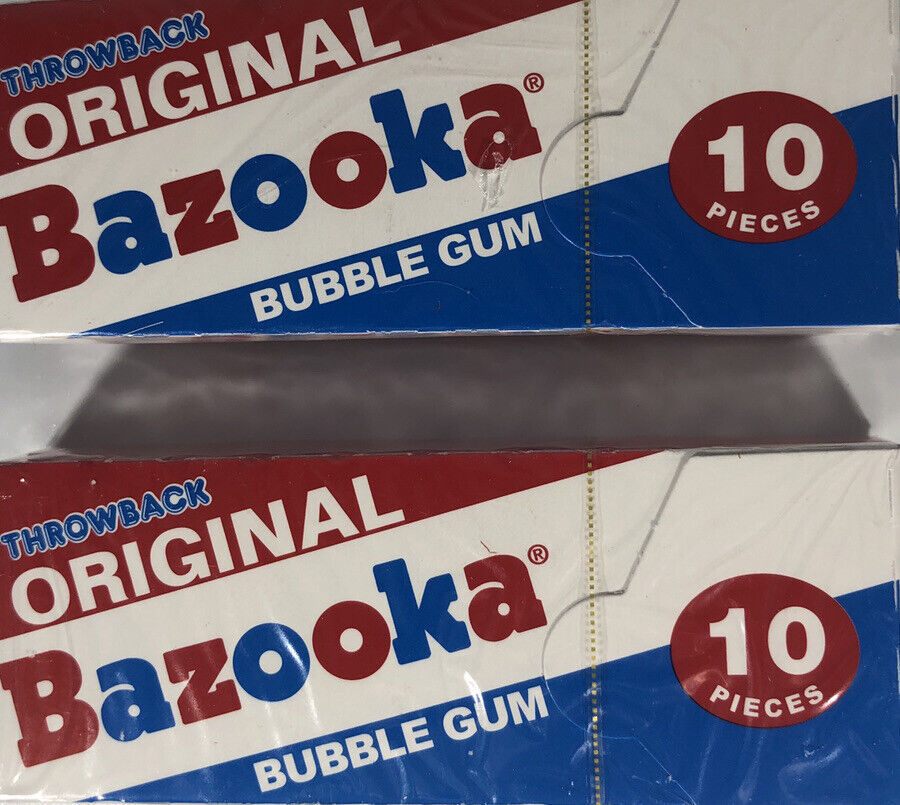 THROWBACK
ORIGINAL
Bazooka®
BUBBLE GUM
10
PIECES
THROWBACK
ORIGINAL
Bazooka®
BUBBLE GUM
10
PIECES